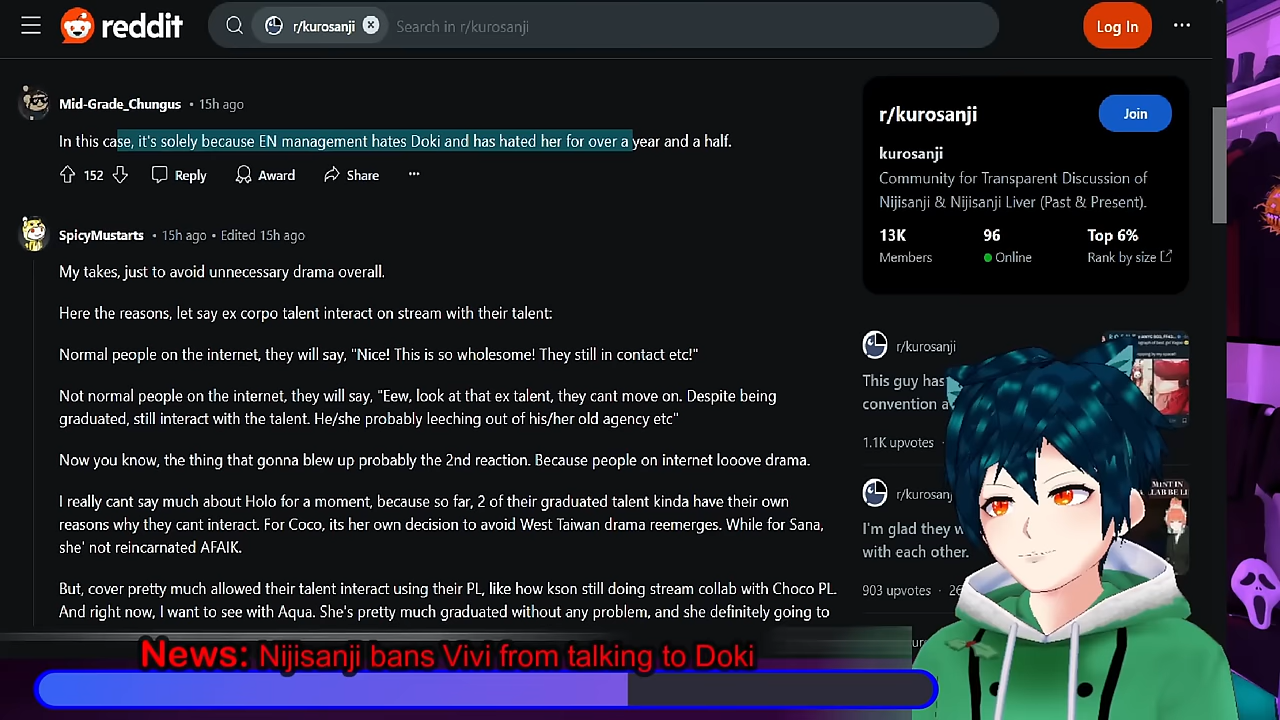 reddit
r/kurosanji
Search in r/kurosanji
Log In
Mid-Grade_Chungus • 15h ago
In this case, it's solely because EN management hates Doki and has hated her for over a year and a half.
152 Reply Award Share
SpicyMustarts • 15h ago • Edited 15h ago
My takes, just to avoid unnecessary drama overall.
Here the reasons, let say ex corpo talent interact on stream with their talent:
Normal people on the internet, they will say, "Nice! This is so wholesome! They still in contact etc!"
Not normal people on the internet, they will say, "Eew, look at that ex talent, they cant move on. Despite being
graduated, still interact with the talent. He/she probably leeching out of his/her old agency etc"
Now you know, the thing that gonna blew up probably the 2nd reaction. Because people on internet looove drama.
I really cant say much about Holo for a moment, because so far, 2 of their graduated talent kinda have their own
reasons why they cant interact. For Coco, its her own decision to avoid West Taiwan drama reemerges. While for Sana,
she' not reincarnated AFAIK.
But, cover pretty much allowed their talent interact using their PL, like how kson still doing stream collab with Choco PL.
And right now, I want to see with Aqua. She's pretty much graduated without any problem, and she definitely going to
r/kurosanji
Join
kurosanji
Community for Transparent Discussion of
Nijisanji & Nijisanji Liver (Past & Present).
13K 96 Top 6%
Members Online Rank by size
r/kurosanji
This guy has
convention a
1.1K upvotes
r/kurosanj
I'm glad they w
with each other.
903 upvotes • 26
News: Nijisanji bans Vivi from talking to Doki